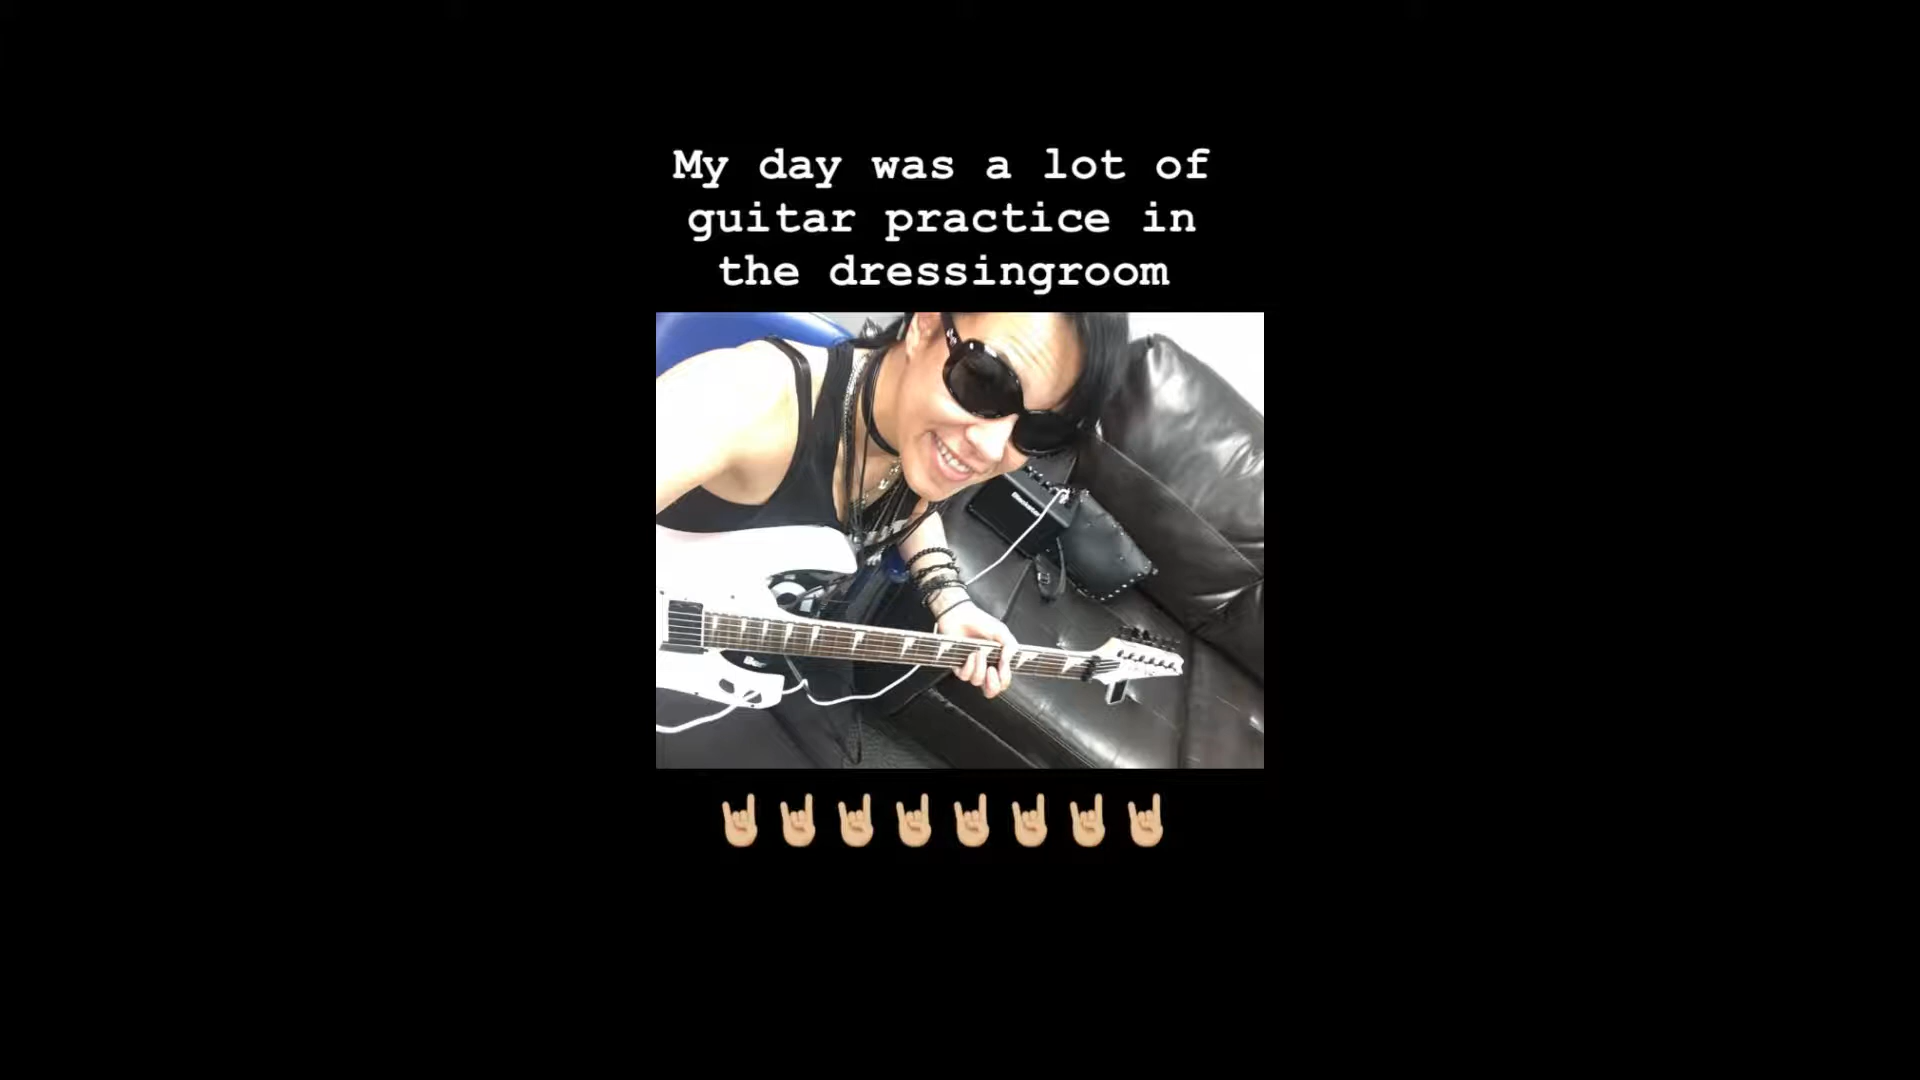 My day was a lot of
guitar practice in
the dressingroom